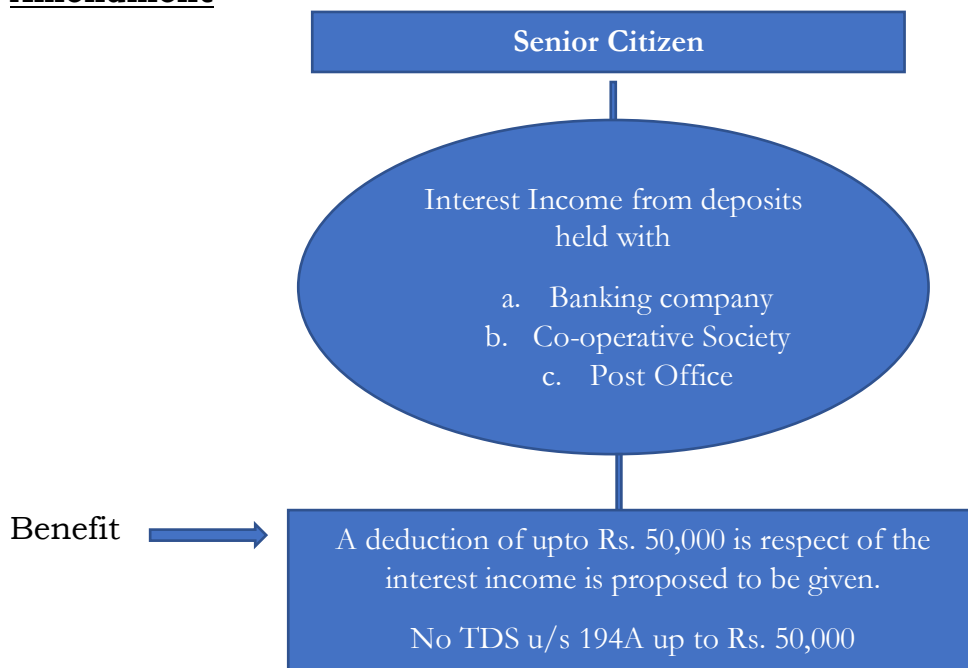 Amendment
Senior Citizen
Interest Income from deposits
held with
a. Banking company
b. Co-operative Society
c. Post Office
Benefit
A deduction of upto Rs. 50,000 is respect of the
interest income is proposed to be given.
No TDS u/s 194A up to Rs. 50,000